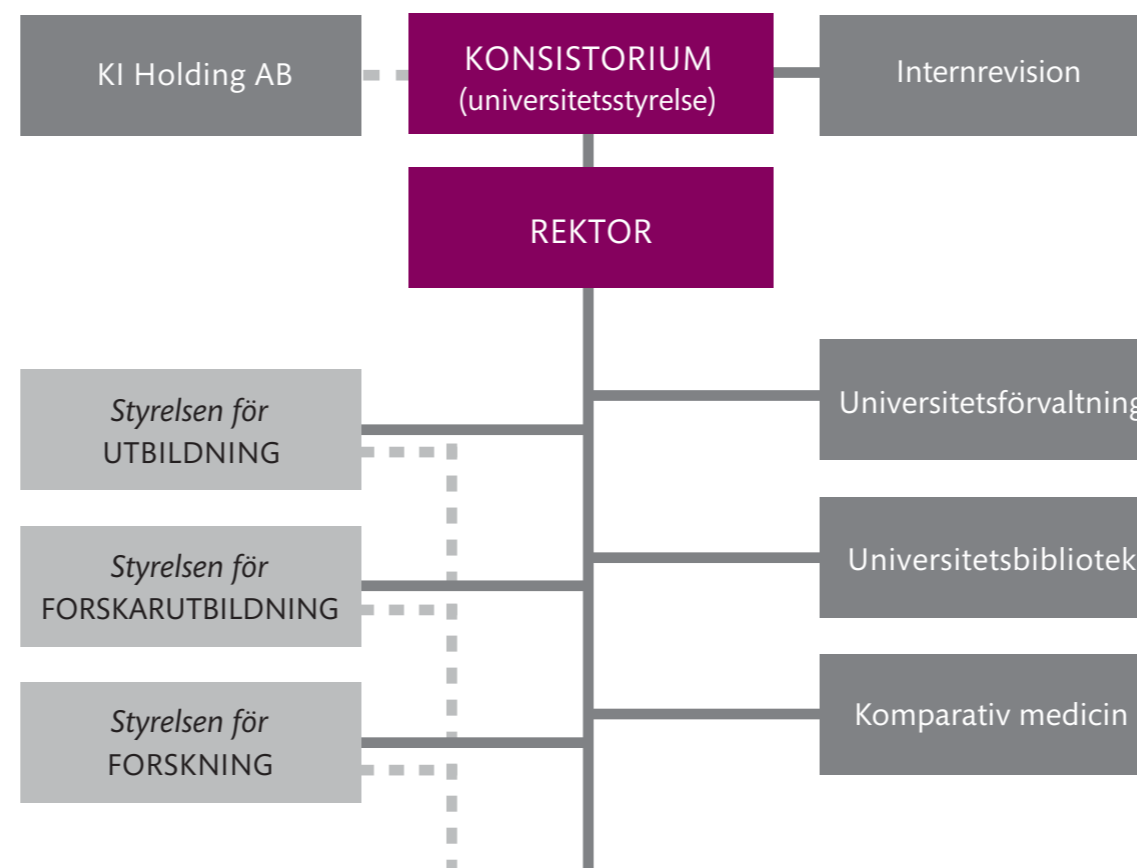 KI Holding AB
KONSISTORIUM
(universitetsstyrelse)
Internrevision
REKTOR
Styrelsen för
UTBILDNING
Universitetsförvaltning
Styrelsen för
FORSKARUTBILDNING
Universitetsbibliotek
Styrelsen för
FORSKNING
Komparativ medicin